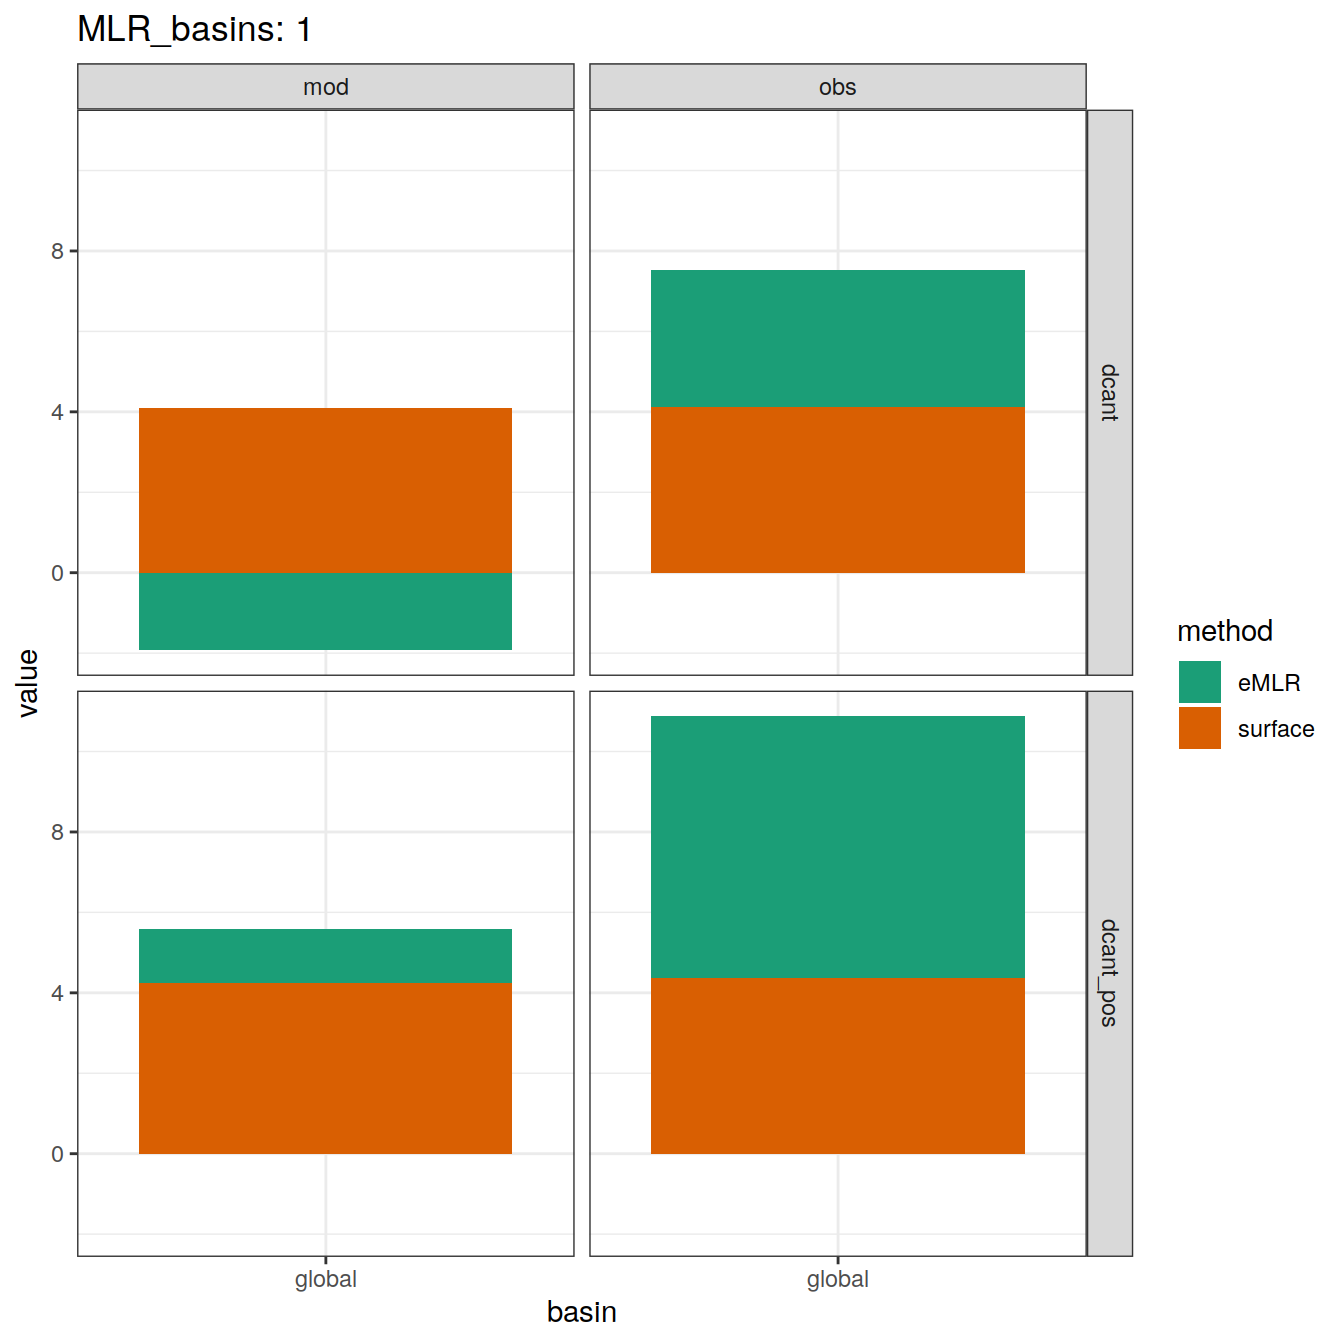 MLR_basins: 1
mod
obs
8
4
0
dcant
8
4
0
dcant_pos
value
global
global
basin
method
eMLR
surface